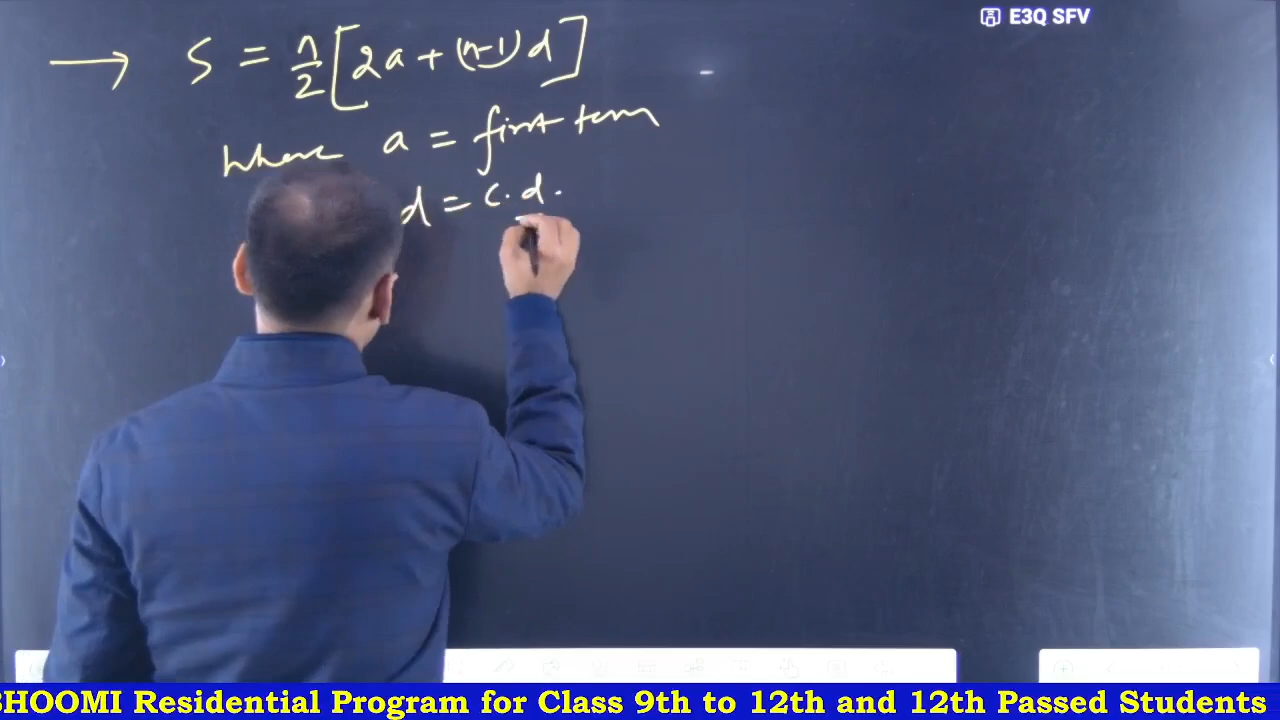 E3Q SFV
→ S = n/2 [2a + (n-1) d]
where a = first term
d = c.d.
SHOOMI Residential Program for Class 9th to 12th and 12th Passed Students